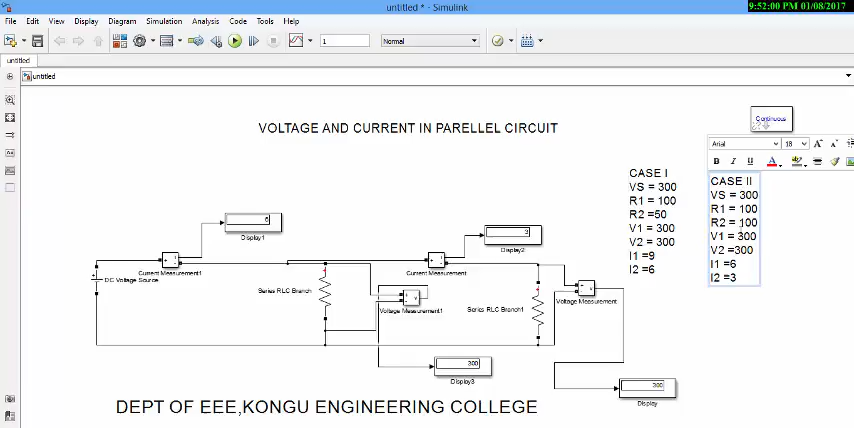 untitled * - Simulink
9:52:00 PM 01/08/2017
File Edit View Display Diagram Simulation Analysis Code Tools Help
1
Normal
untitled
untitled
VOLTAGE AND CURRENT IN PARELLEL CIRCUIT
Continuous
Arial 18
B I U A
CASE I
VS = 300
R1 = 100
R2 =50
V1 = 300
V2 = 300
I1 =9
I2 =6
CASE II
VS = 300
R1 = 100
R2 = 100
V1 = 300
V2 =300
I1 =6
I2 =3
6
Display1
3
Display2
Current Measurement1
Current Measurement
DC Voltage Source
Series RLC Branch
Voltage Measurement1
Series RLC Branch1
Voltage Measurement
300
Display3
300
Display
DEPT OF EEE,KONGU ENGINEERING COLLEGE